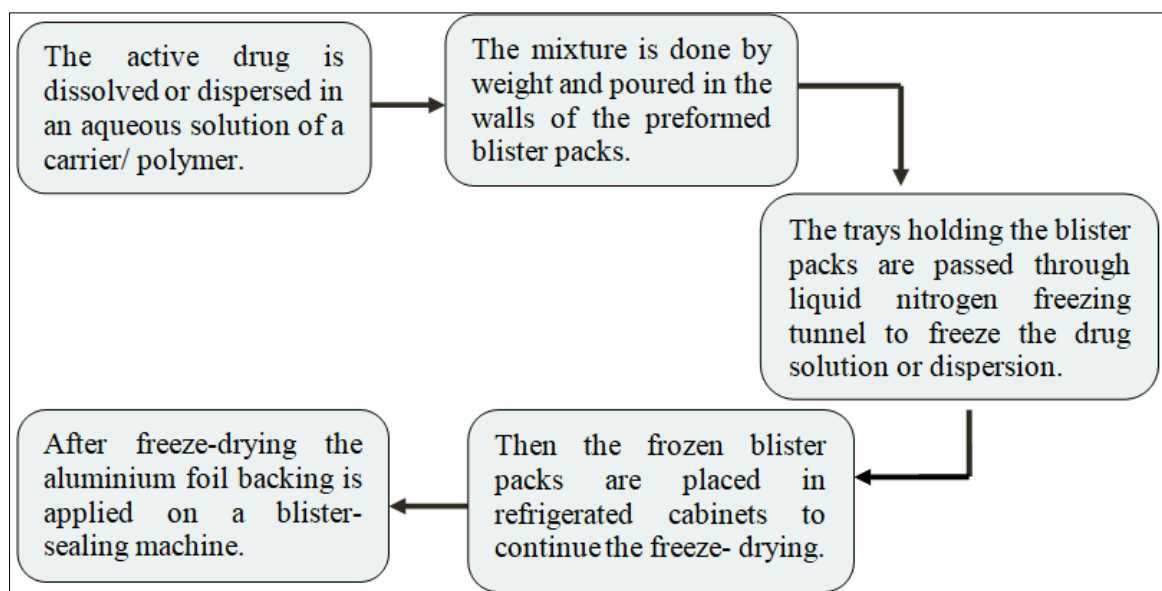 The active drug is
dissolved or dispersed in
an aqueous solution of a
carrier/ polymer.
The mixture is done by
weight and poured in the
walls of the preformed
blister packs.
The trays holding the blister
packs are passed through
liquid nitrogen freezing
tunnel to freeze the drug
solution or dispersion.
Then the frozen blister
packs are placed in
refrigerated cabinets to
continue the freeze- drying.
After freeze-drying the
aluminium foil backing is
applied on a blister-
sealing machine.